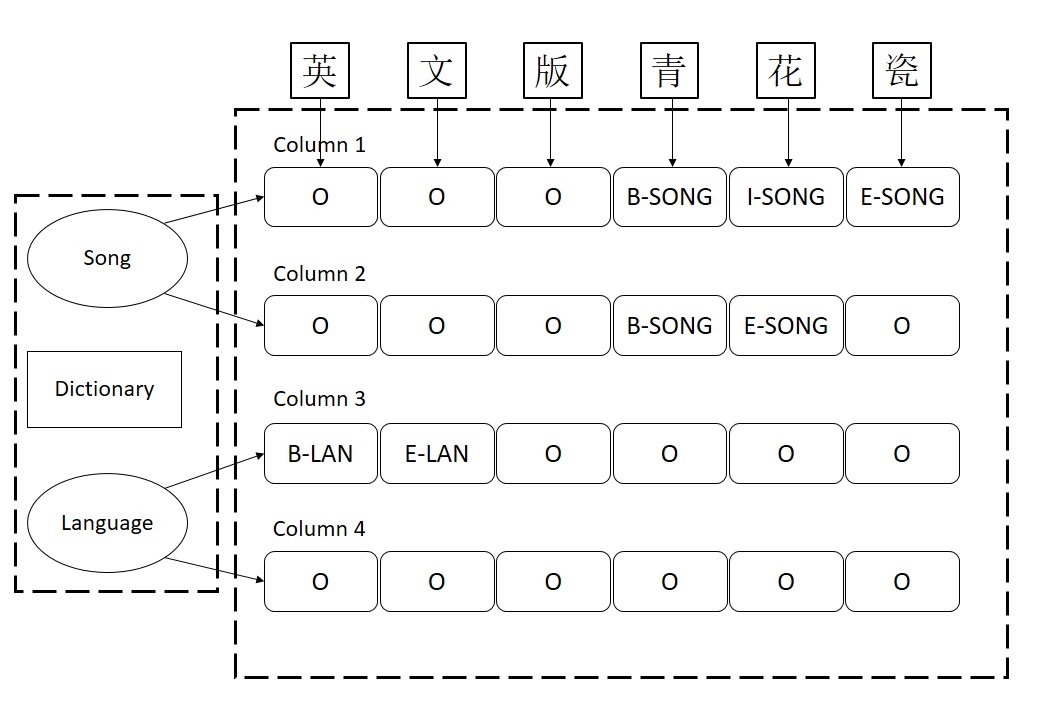 英 文 版 青 花 瓷
Column 1
O O O B-SONG I-SONG E-SONG
Song
Column 2
O O O B-SONG E-SONG O
Dictionary
Column 3
B-LAN E-LAN O O O O
Language
Column 4
O O O O O O